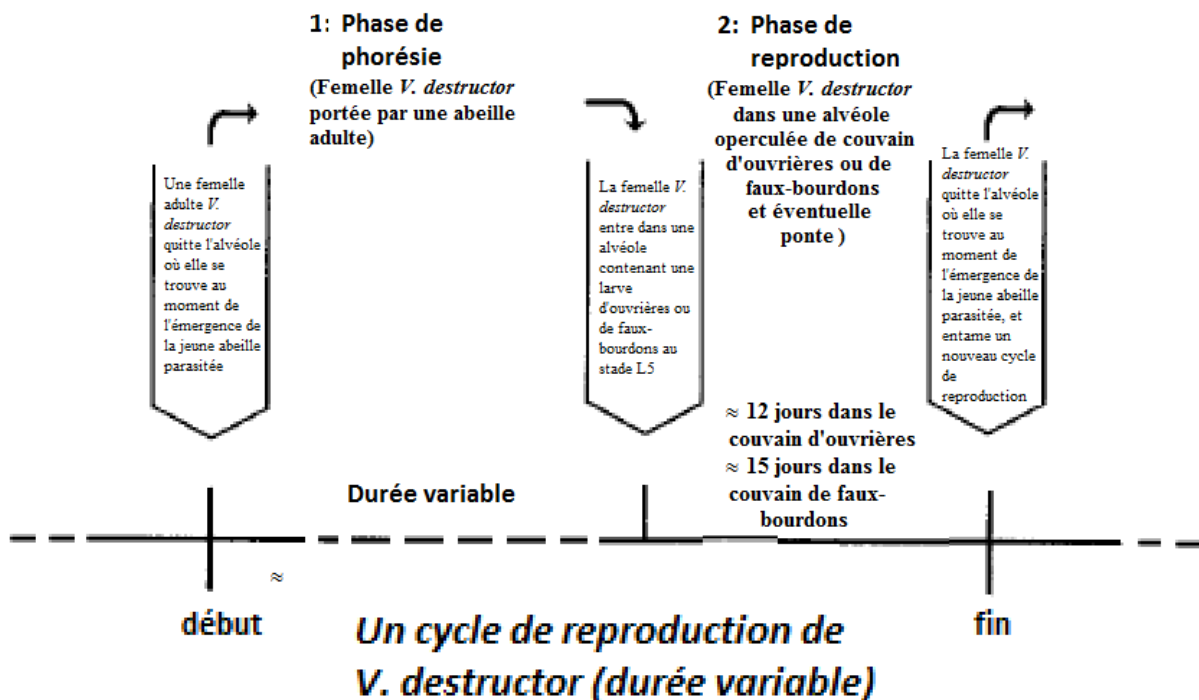 1: Phase de
phorésie
(Femelle V. destructor
portée par une abeille
adulte)
2: Phase de
reproduction
(Femelle V. destructor
dans une alvéole
operculée de couvain
d'ouvrières ou de
faux-bourdons
et éventuelle
ponte )
Une femelle
adulte V.
destructor
quitte l'alvéole
où elle se
trouve au
moment de
l'émergence de
la jeune abeille
parasitée
La femelle V.
destructor
entre dans une
alvéole
contenant une
larve
d'ouvrières ou
de faux-
bourdons au
stade L5
La femelle V.
destructor
quitte l'alvéole
où elle se
trouve au
moment de
l'émergence de
la jeune abeille
parasitée, et
entame un
nouveau cycle
de
reproduction
≈ 12 jours dans le
couvain d'ouvrières
≈ 15 jours dans le
couvain de faux-
bourdons
Durée variable
≈
début
fin
Un cycle de reproduction de
V. destructor (durée variable)